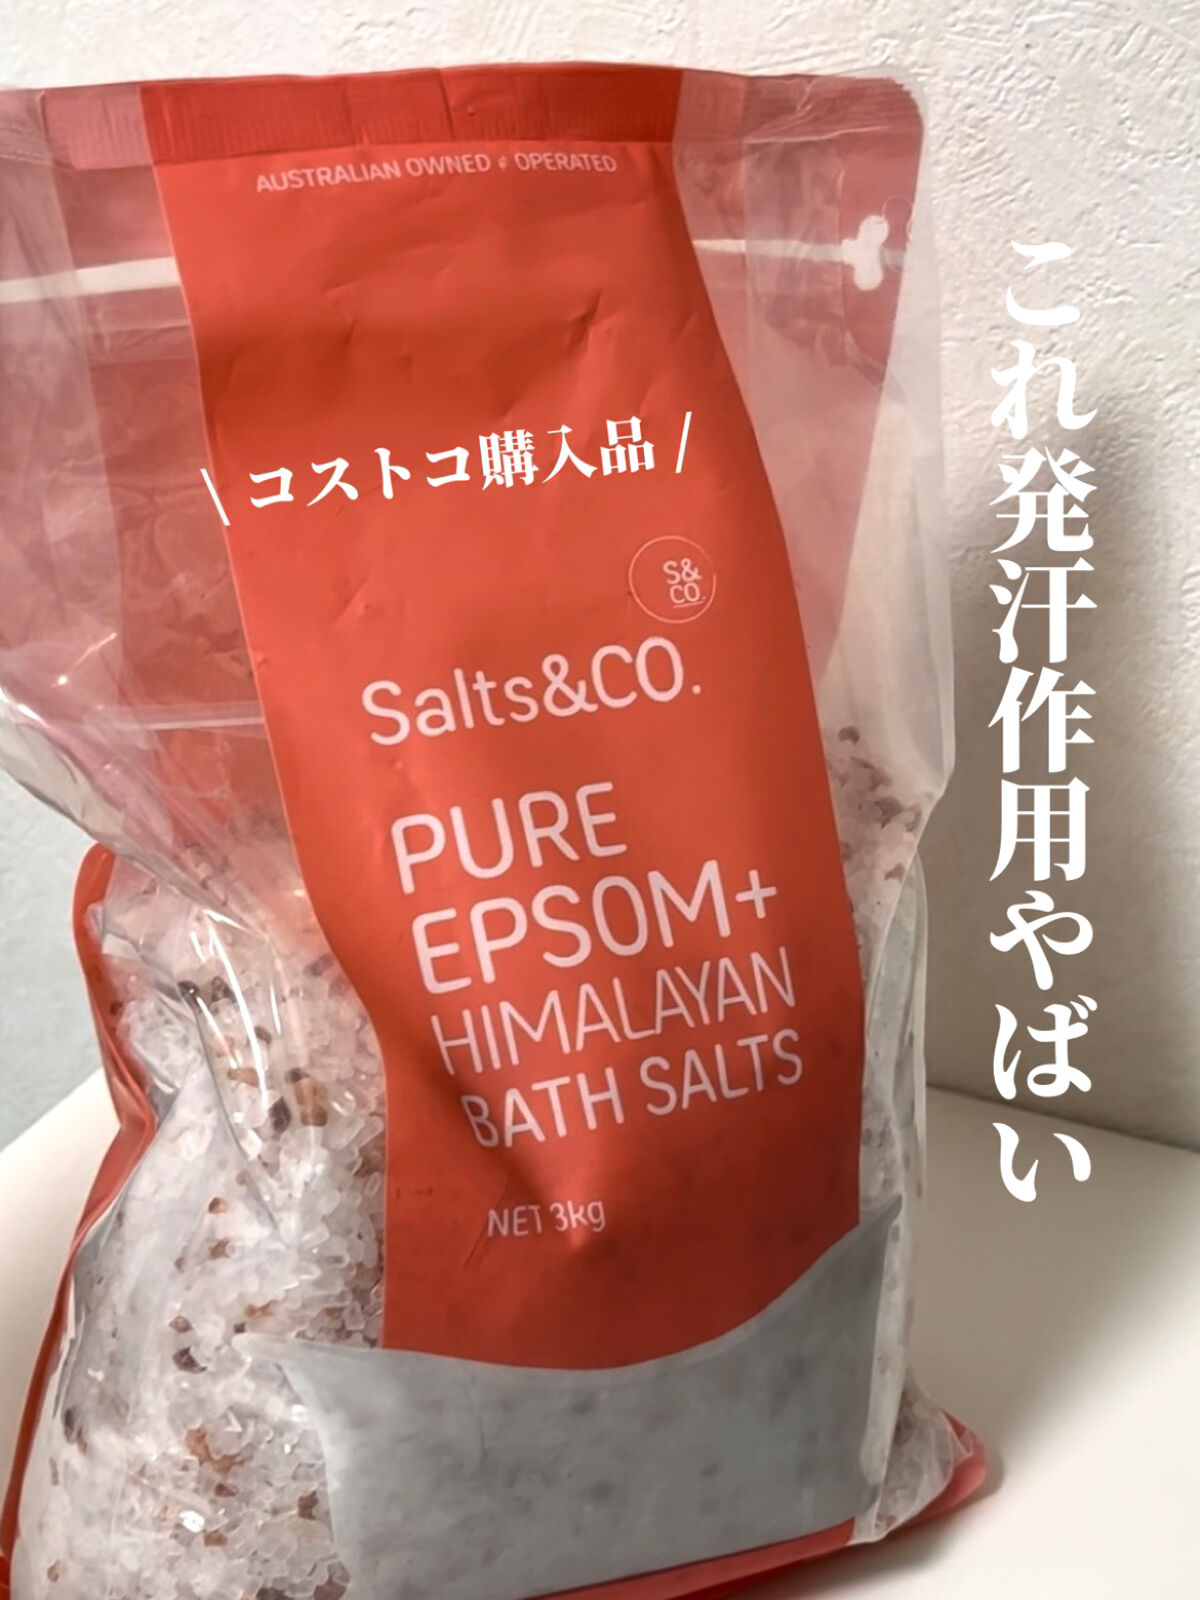 AUSTRALIAN OWNED & OPERATED
\ コストコ購入品 /
これ発汗作用やばい
S&
CO.
Salts&CO.
PURE
EPSOM+
HIMALAYAN
BATH SALTS
NET 3kg